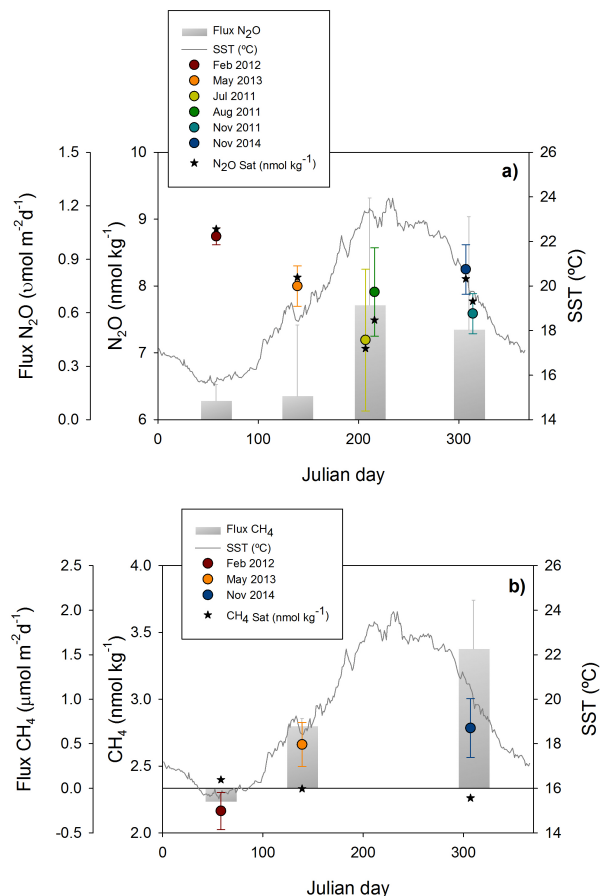 Flux N2O
SST (ºC)
Feb 2012
May 2013
Jul 2011
Aug 2011
Nov 2011
Nov 2014
N2O Sat (nmol kg-1)
a)
1.5
1.2
0.9
0.6
0.3
0.0
Flux N2O (υmol m-2d-1)
10
9
8
7
6
N2O (nmol kg-1)
26
24
22
20
18
16
14
SST (ºC)
0 100 200 300
Julian day
Flux CH4
SST (ºC)
Feb 2012
May 2013
Nov 2014
CH4 Sat (nmol kg-1)
b)
2.5
2.0
1.5
1.0
0.5
0.0
-0.5
Flux CH4 (μmol m-2d-1)
4.0
3.5
3.0
2.5
2.0
CH4 (nmol kg-1)
26
24
22
20
18
16
14
SST (ºC)
0 100 200 300
Julian day